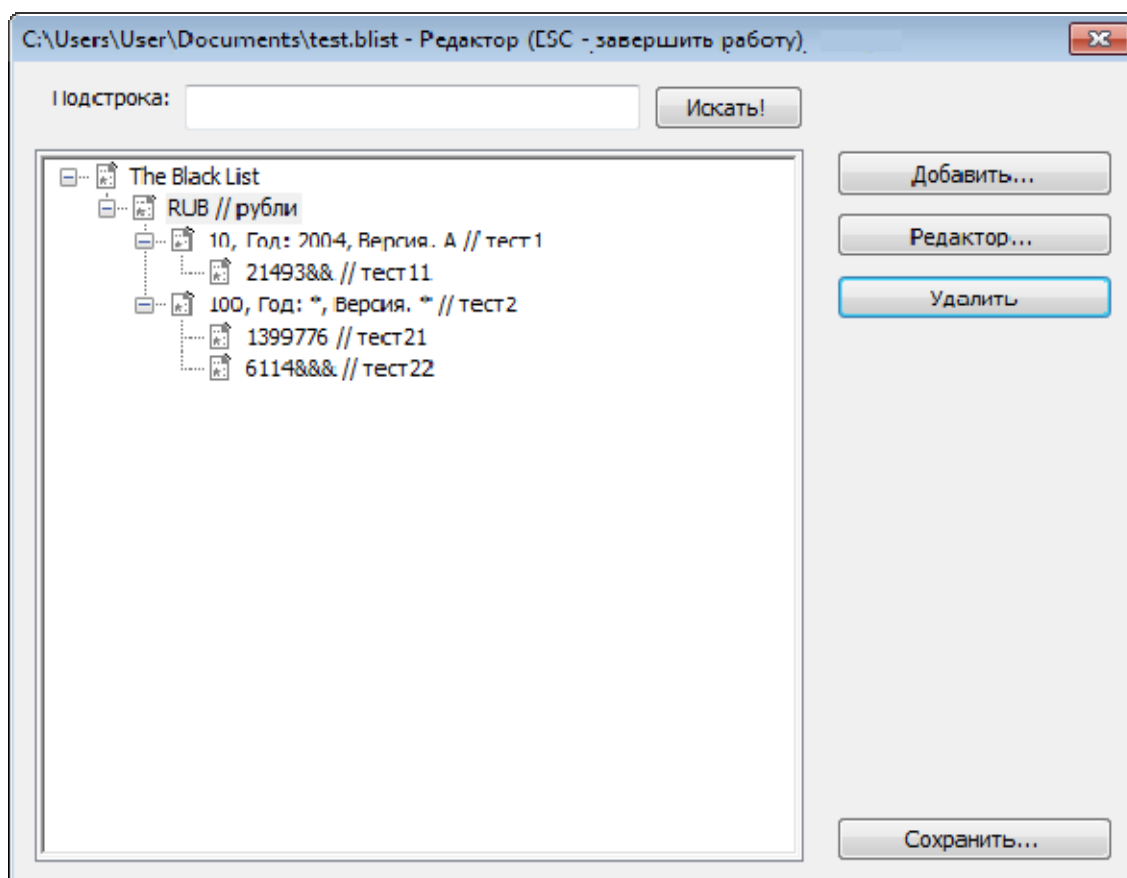 C:\Users\User\Documents\test.blist - Редактор (ESC - завершить работу)
Подстрока:
Искать!
The Black List
RUB // рубли
10, Год: 2004, Версия: A // тест1
21493&& // тест11
100, Год: *, Версия: * // тест2
1399776 // тест21
6114&&& // тест22
Добавить...
Редактор...
Удалить
Сохранить...